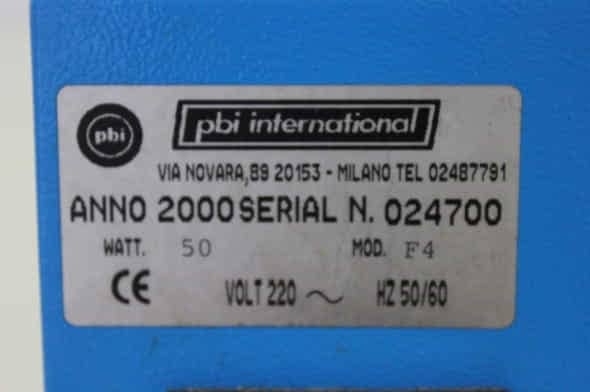 pbi pbi international
VIA NOVARA, 89 20153 - MILANO TEL 02487791
ANNO 2000 SERIAL N. 024700
WATT. 50 MOD. F4
CE VOLT 220 ~ HZ 50/60